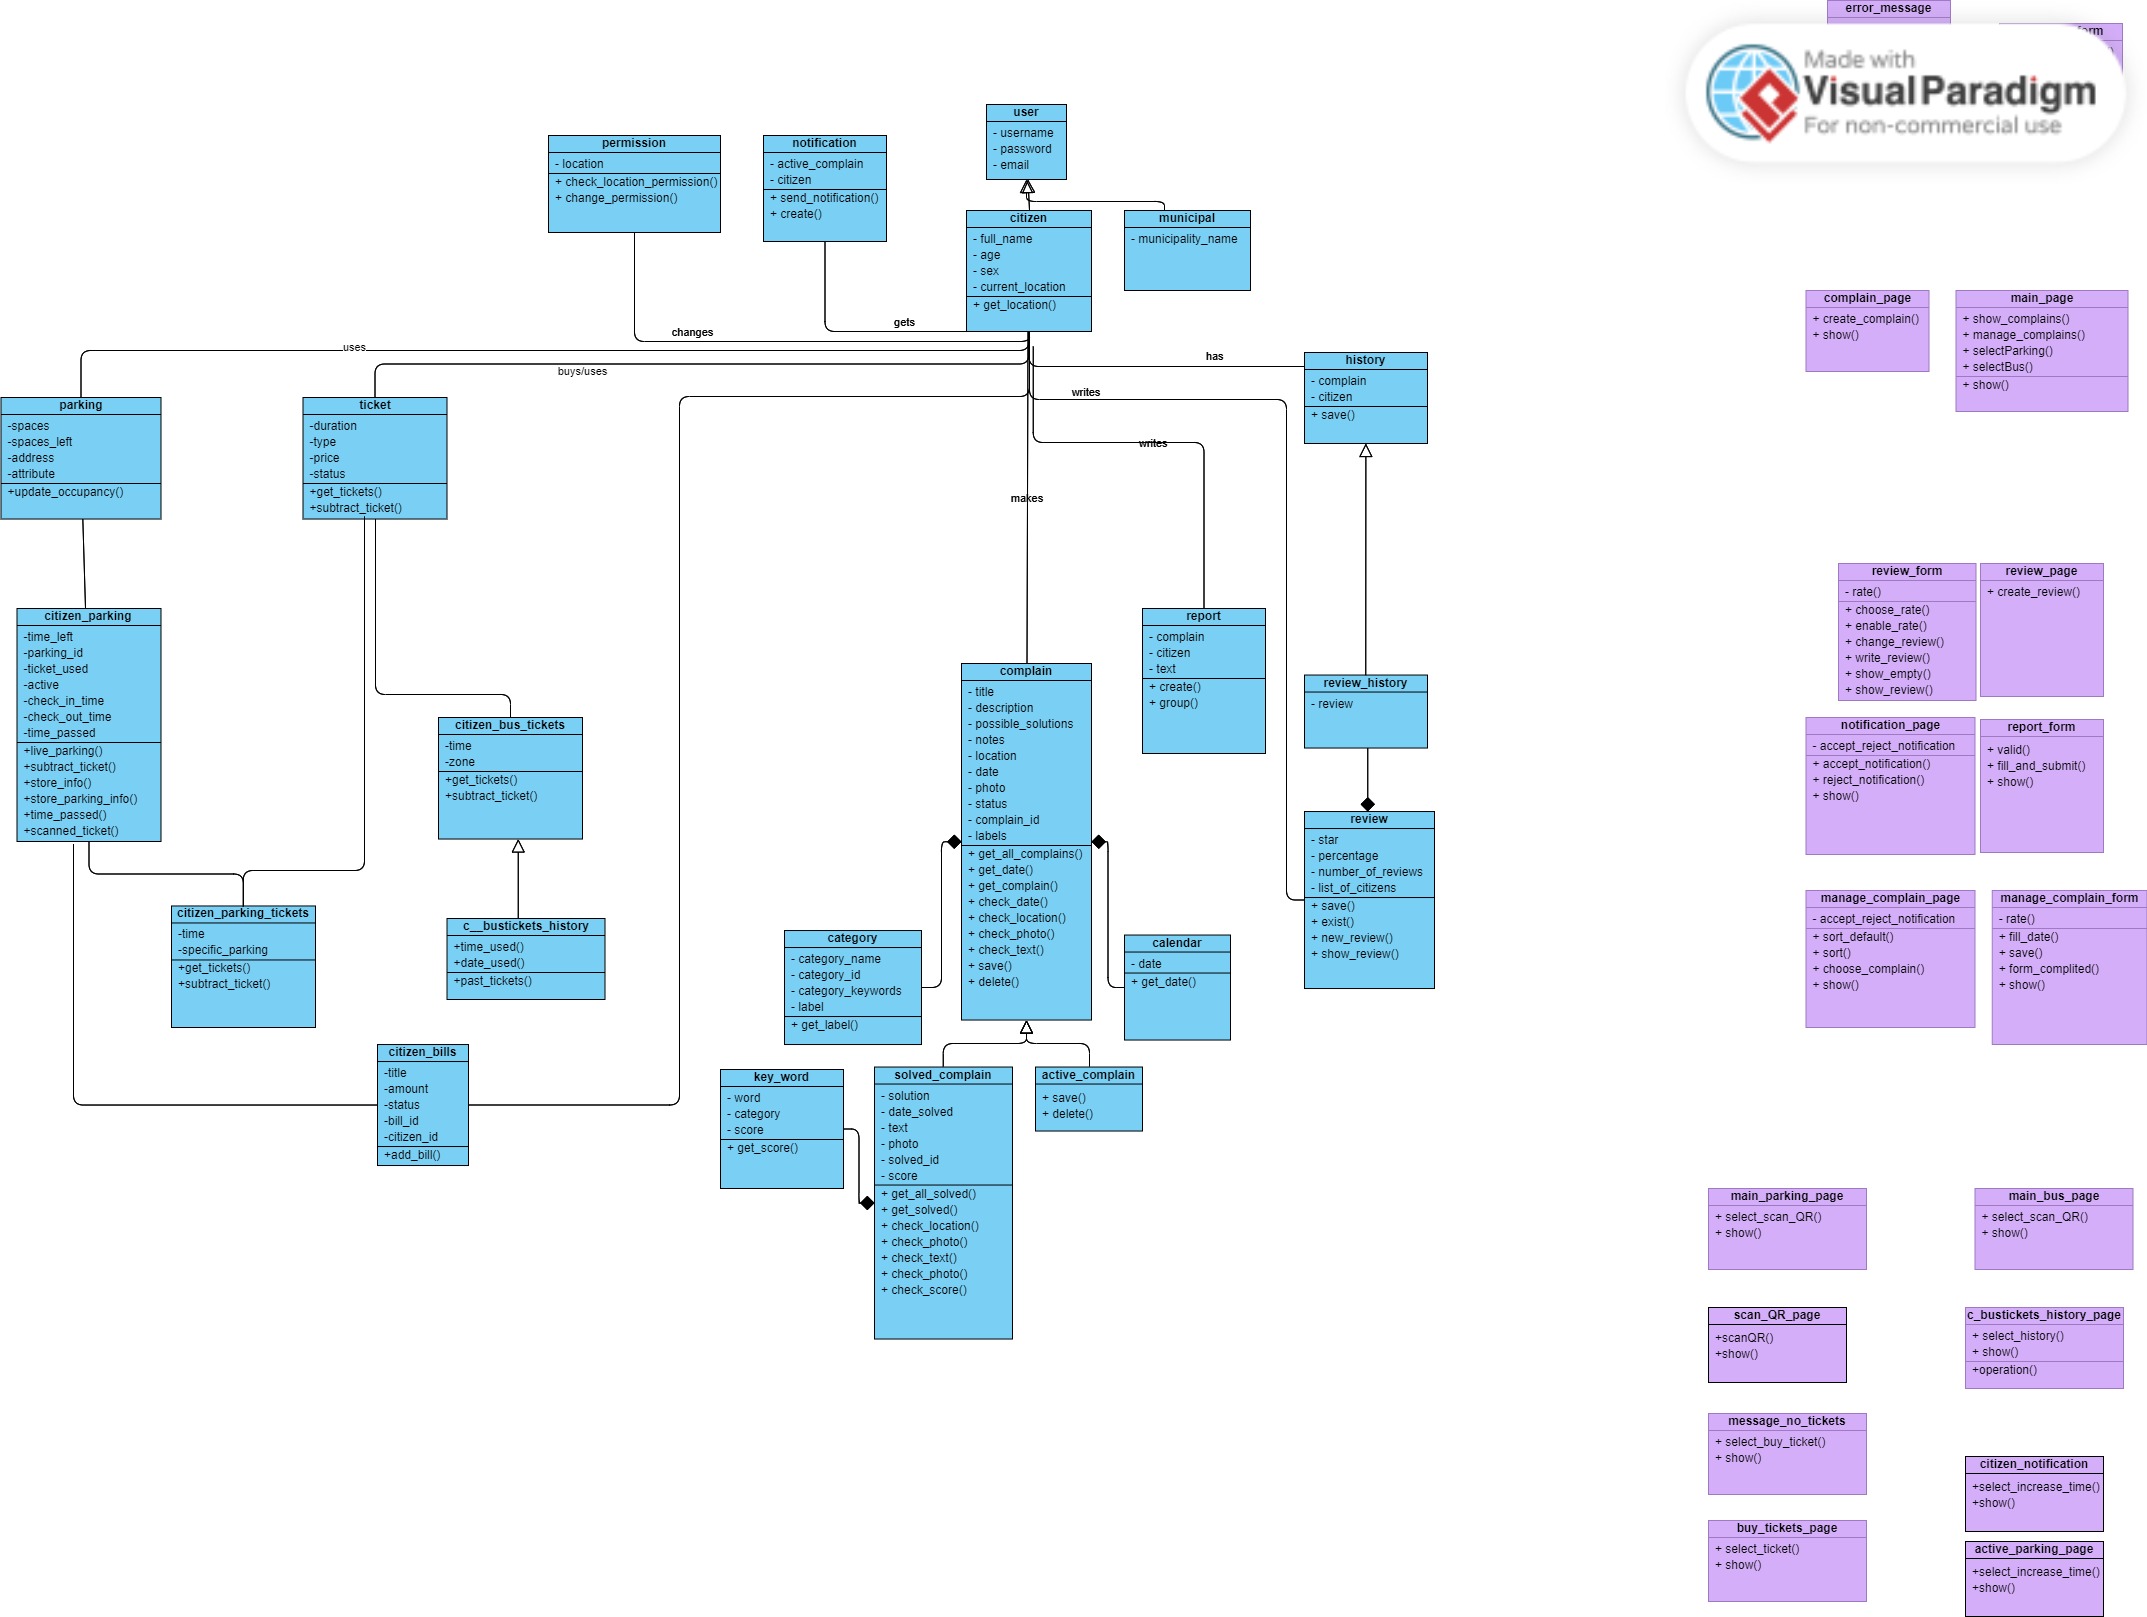 error_message
Made with
Visual Paradigm
For non-commercial use
user
- username
- password
- email
permission
- location
+ check_location_permission()
+ change_permission()
notification
- active_complain
- citizen
+ send_notification()
+ create()
citizen
- full_name
- age
- sex
- current_location
+ get_location()
municipal
- municipality_name
changes
gets
uses
buys/uses
has
writes
writes
makes
history
- complain
- citizen
+ save()
parking
-spaces
-spaces_left
-address
-attribute
+update_occupancy()
ticket
-duration
-type
-price
-status
+get_tickets()
+subtract_ticket()
citizen_parking
-time_left
-parking_id
-ticket_used
-active
-check_in_time
-check_out_time
-time_passed
+live_parking()
+subtract_ticket()
+store_info()
+store_parking_info()
+time_passed()
+scanned_ticket()
citizen_bus_tickets
-time
-zone
+get_tickets()
+subtract_ticket()
citizen_parking_tickets
-time
-specific_parking
+get_tickets()
+subtract_ticket()
c__bustickets_history
+time_used()
+date_used()
+past_tickets()
citizen_bills
-title
-amount
-status
-bill_id
-citizen_id
+add_bill()
report
- complain
- citizen
- text
+ create()
+ group()
complain
- title
- description
- possible_solutions
- notes
- location
- date
- photo
- status
- complain_id
- labels
+ get_all_complains()
+ get_date()
+ get_complain()
+ check_date()
+ check_location()
+ check_photo()
+ check_text()
+ save()
+ delete()
review_history
- review
review
- star
- percentage
- number_of_reviews
- list_of_citizens
+ save()
+ exist()
+ new_review()
+ show_review()
category
- category_name
- category_id
- category_keywords
- label
+ get_label()
calendar
- date
+ get_date()
key_word
- word
- category
- score
+ get_score()
solved_complain
- solution
- date_solved
- text
- photo
- solved_id
- score
+ get_all_solved()
+ get_solved()
+ check_location()
+ check_photo()
+ check_text()
+ check_photo()
+ check_score()
active_complain
+ save()
+ delete()
complain_page
+ create_complain()
+ show()
main_page
+ show_complains()
+ manage_complains()
+ selectParking()
+ selectBus()
+ show()
review_form
- rate()
+ choose_rate()
+ enable_rate()
+ change_review()
+ write_review()
+ show_empty()
+ show_review()
review_page
+ create_review()
notification_page
- accept_reject_notification
+ accept_notification()
+ reject_notification()
+ show()
report_form
+ valid()
+ fill_and_submit()
+ show()
manage_complain_page
- accept_reject_notification
+ sort_default()
+ sort()
+ choose_complain()
+ show()
manage_complain_form
- rate()
+ fill_date()
+ save()
+ form_complited()
+ show()
main_parking_page
+ select_scan_QR()
+ show()
main_bus_page
+ select_scan_QR()
+ show()
scan_QR_page
+scanQR()
+show()
c_bustickets_history_page
+ select_history()
+ show()
+operation()
message_no_tickets
+ select_buy_ticket()
+ show()
citizen_notification
+select_increase_time()
+show()
buy_tickets_page
+ select_ticket()
+ show()
active_parking_page
+select_increase_time()
+show()